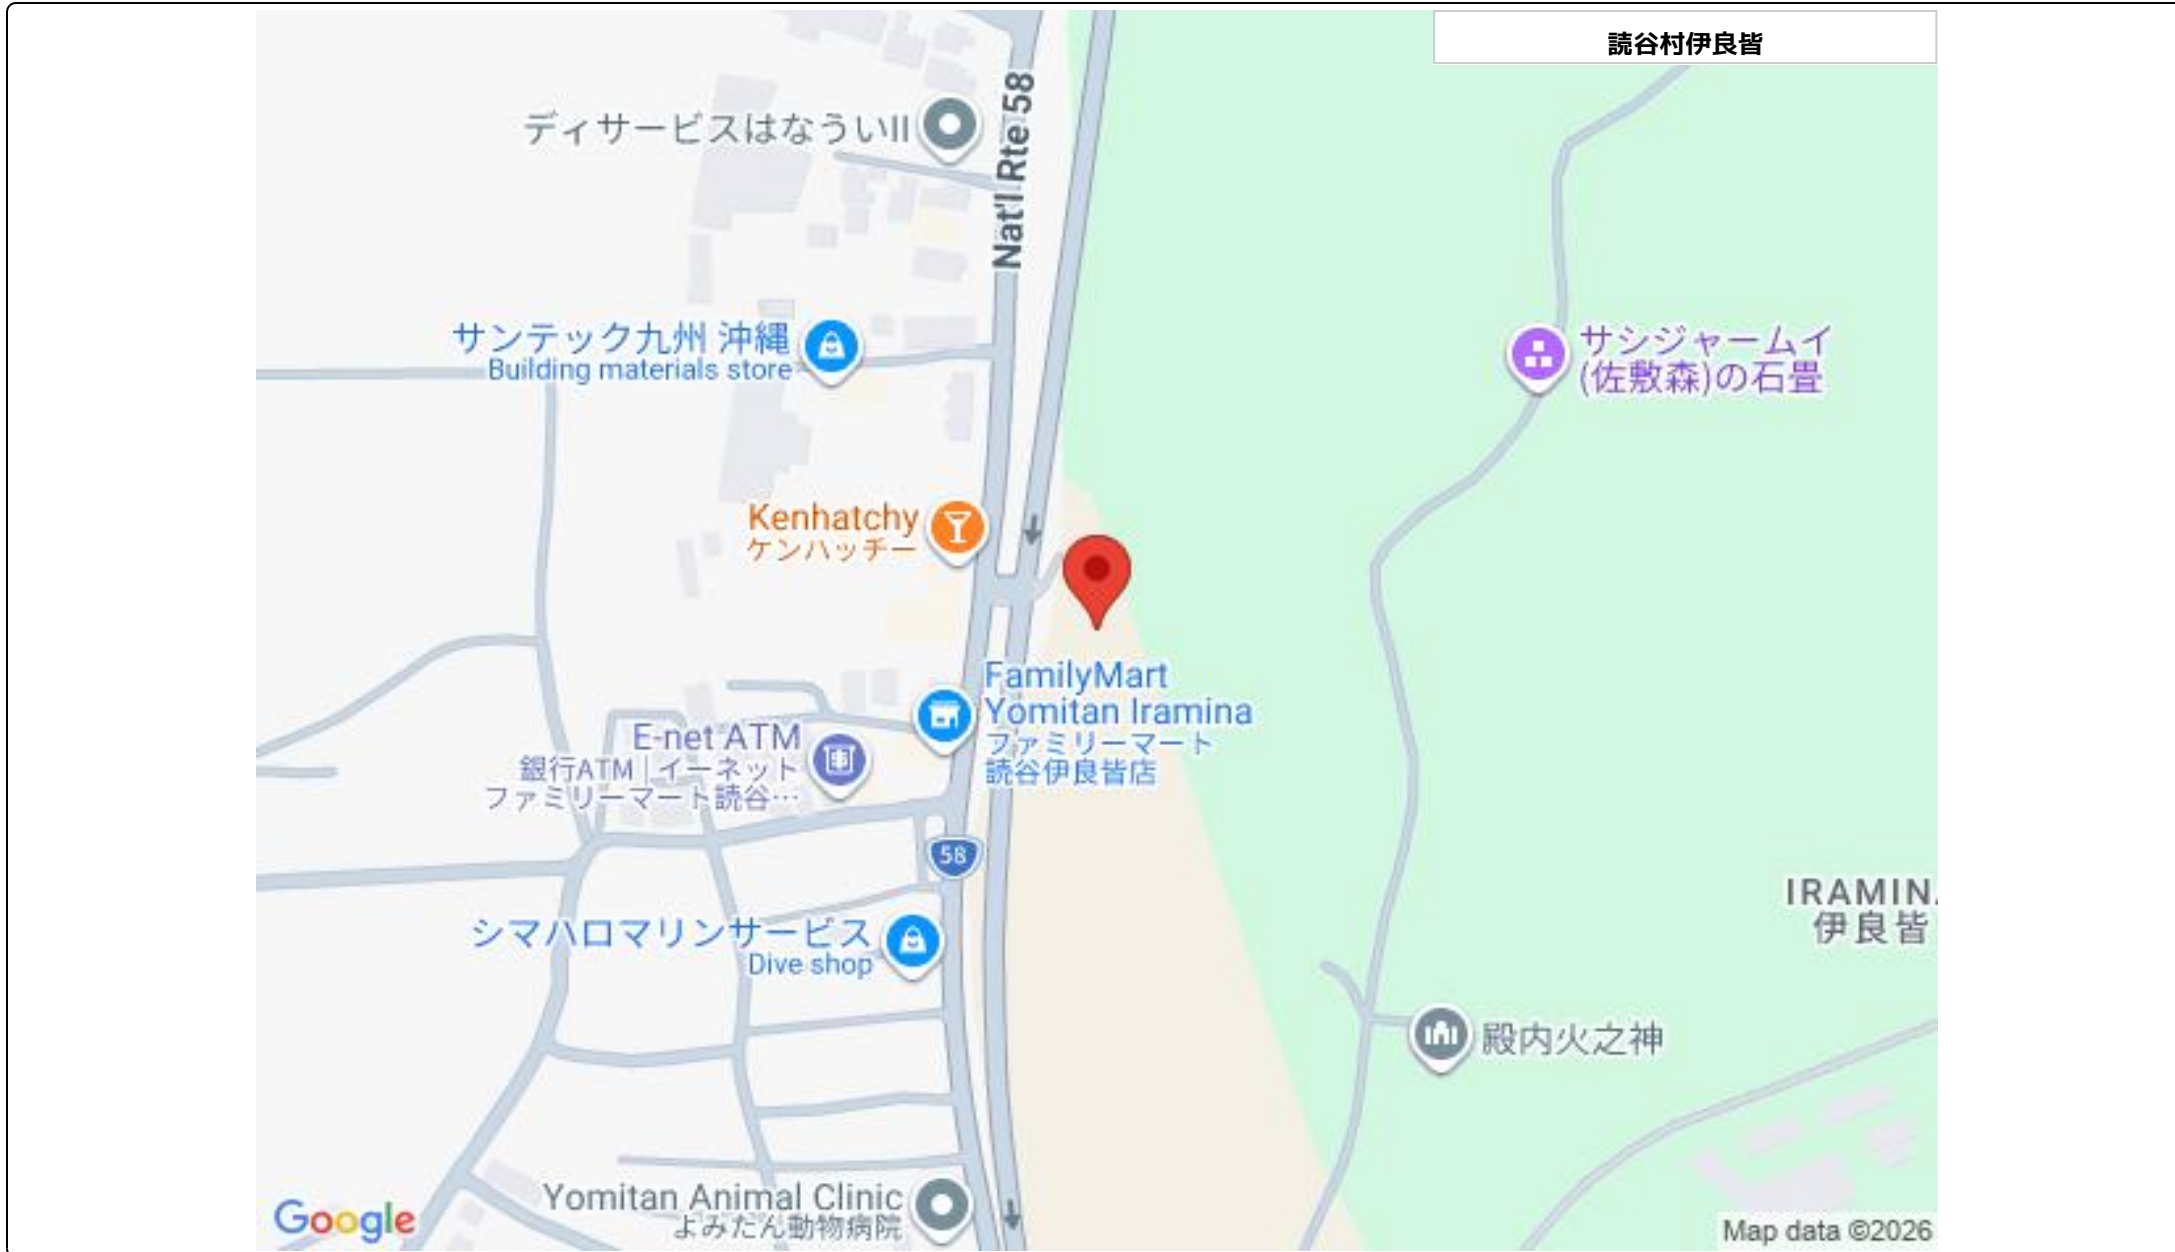 読谷村伊良皆
ディサービスはなういII
Nat'l Rte 58
サンテック九州 沖縄
Building materials store
サシジャームイ
(佐敷森)の石畳
Kenhatchy
ケンハッチー
FamilyMart
Yomitan Iramina
ファミリーマート
読谷伊良皆店
E-net ATM
銀行ATM | イーネット
ファミリーマート読谷…
58
シマハロマリンサービス
Dive shop
IRAMIN
伊良皆
殿内火之神
Yomitan Animal Clinic
よみたん動物病院
Google
Map data ©2026